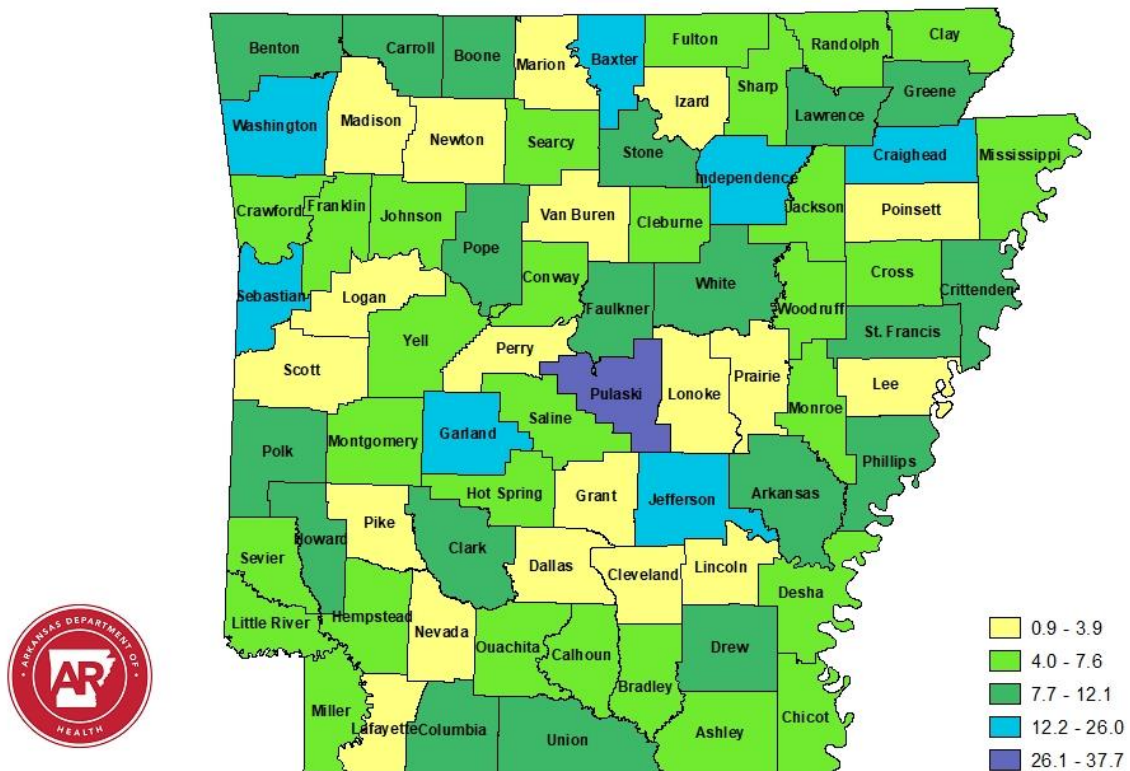 Benton
Carroll
Boone
Marion
Baxter
Fulton
Randolph
Clay
Washington
Madison
Newton
Searcy
Stone
Izard
Sharp
Lawrence
Greene
Independence
Craighead
Mississippi
Crawford
Franklin
Johnson
Pope
Van Buren
Cleburne
Jackson
Poinsett
Sebastian
Logan
Conway
Faulkner
White
Woodruff
Cross
Crittenden
St. Francis
Scott
Yell
Perry
Pulaski
Lonoke
Prairie
Monroe
Lee
Polk
Montgomery
Garland
Saline
Hot Spring
Grant
Jefferson
Arkansas
Phillips
Sevier
Howard
Pike
Clark
Dallas
Cleveland
Lincoln
Desha
Little River
Hempstead
Nevada
Ouachita
Calhoun
Bradley
Drew
Miller
Lafayette
Columbia
Union
Ashley
Chicot
ARKANSAS DEPARTMENT OF
AR
HEALTH
0.9 - 3.9
4.0 - 7.6
7.7 - 12.1
12.2 - 26.0
26.1 - 37.7